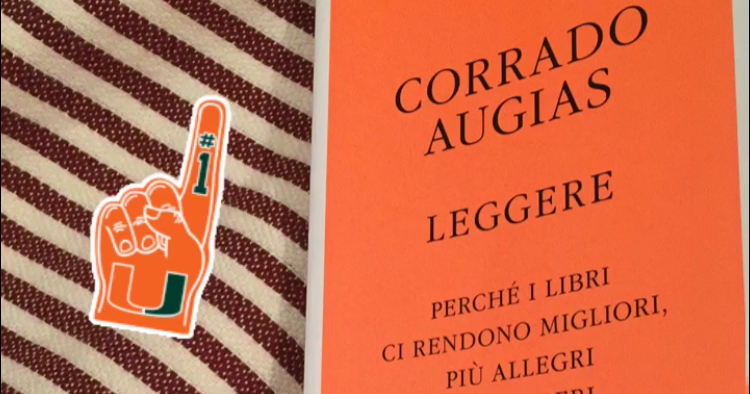 #1
U
CORRADO
AUGIAS
LEGGERE
PERCHÉ I LIBRI
CI RENDONO MIGLIORI,
PIÙ ALLEGRI